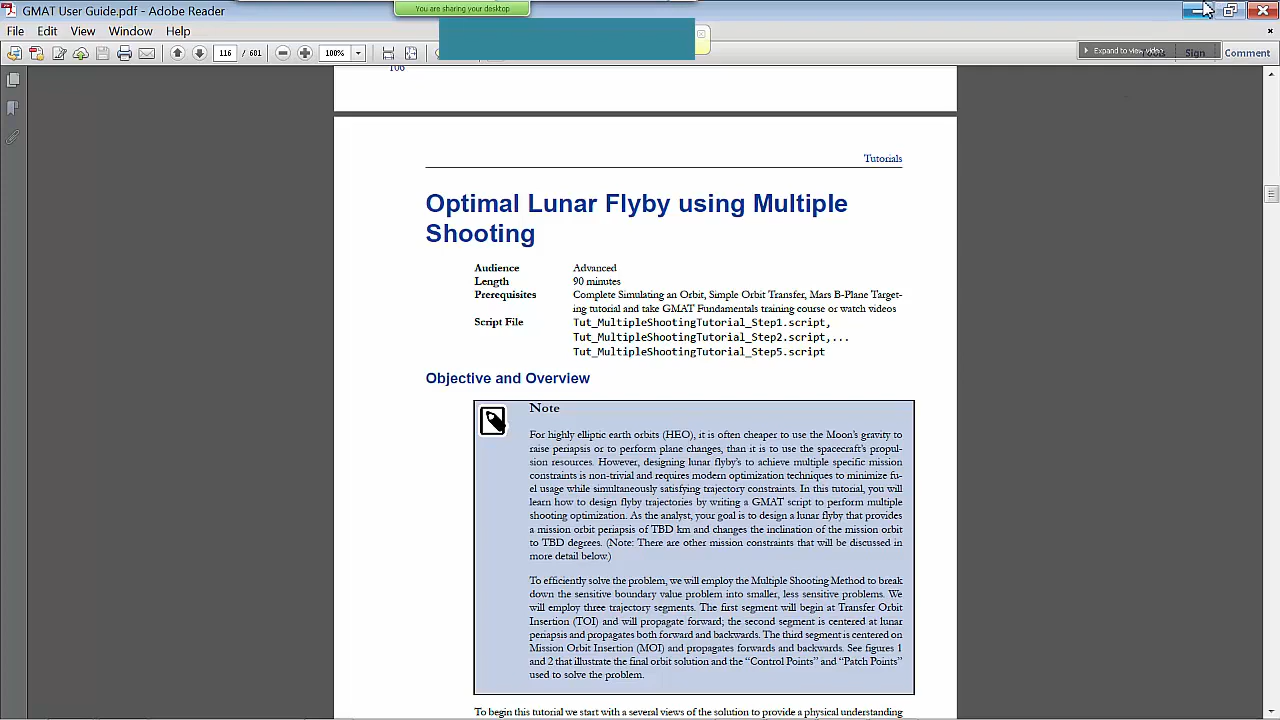 GMAT User Guide.pdf - Adobe Reader
You are sharing your desktop
File Edit View Window Help
116 / 601
100%
Expand to view video
Sign
Comment
106
Tutorials
Optimal Lunar Flyby using Multiple
Shooting
Audience Advanced
Length 90 minutes
Prerequisites Complete Simulating an Orbit, Simple Orbit Transfer, Mars B-Plane Target-
ing tutorial and take GMAT Fundamentals training course or watch videos
Script File Tut_MultipleShootingTutorial_Step1.script,
Tut_MultipleShootingTutorial_Step2.script,...
Tut_MultipleShootingTutorial_Step5.script
Objective and Overview
Note
For highly elliptic earth orbits (HEO), it is often cheaper to use the Moon's gravity to
raise periapsis or to perform plane changes, than it is to use the spacecraft's propul-
sion resources. However, designing lunar flyby's to achieve multiple specific mission
constraints is non-trivial and requires modern optimization techniques to minimize fu-
el usage while simultaneously satisfying trajectory constraints. In this tutorial, you will
learn how to design flyby trajectories by writing a GMAT script to perform multiple
shooting optimization. As the analyst, your goal is to design a lunar flyby that provides
a mission orbit periapsis of TBD km and changes the inclination of the mission orbit
to TBD degrees. (Note: There are other mission constraints that will be discussed in
more detail below.)
To efficiently solve the problem, we will employ the Multiple Shooting Method to break
down the sensitive boundary value problem into smaller, less sensitive problems. We
will employ three trajectory segments. The first segment will begin at Transfer Orbit
Insertion (TOI) and will propagate forward; the second segment is centered at lunar
periapsis and propagates both forward and backwards. The third segment is centered on
Mission Orbit Insertion (MOI) and propagates forwards and backwards. See figures 1
and 2 that illustrate the final orbit solution and the "Control Points" and "Patch Points"
used to solve the problem.
To begin this tutorial we start with a several views of the solution to provide a physical understanding